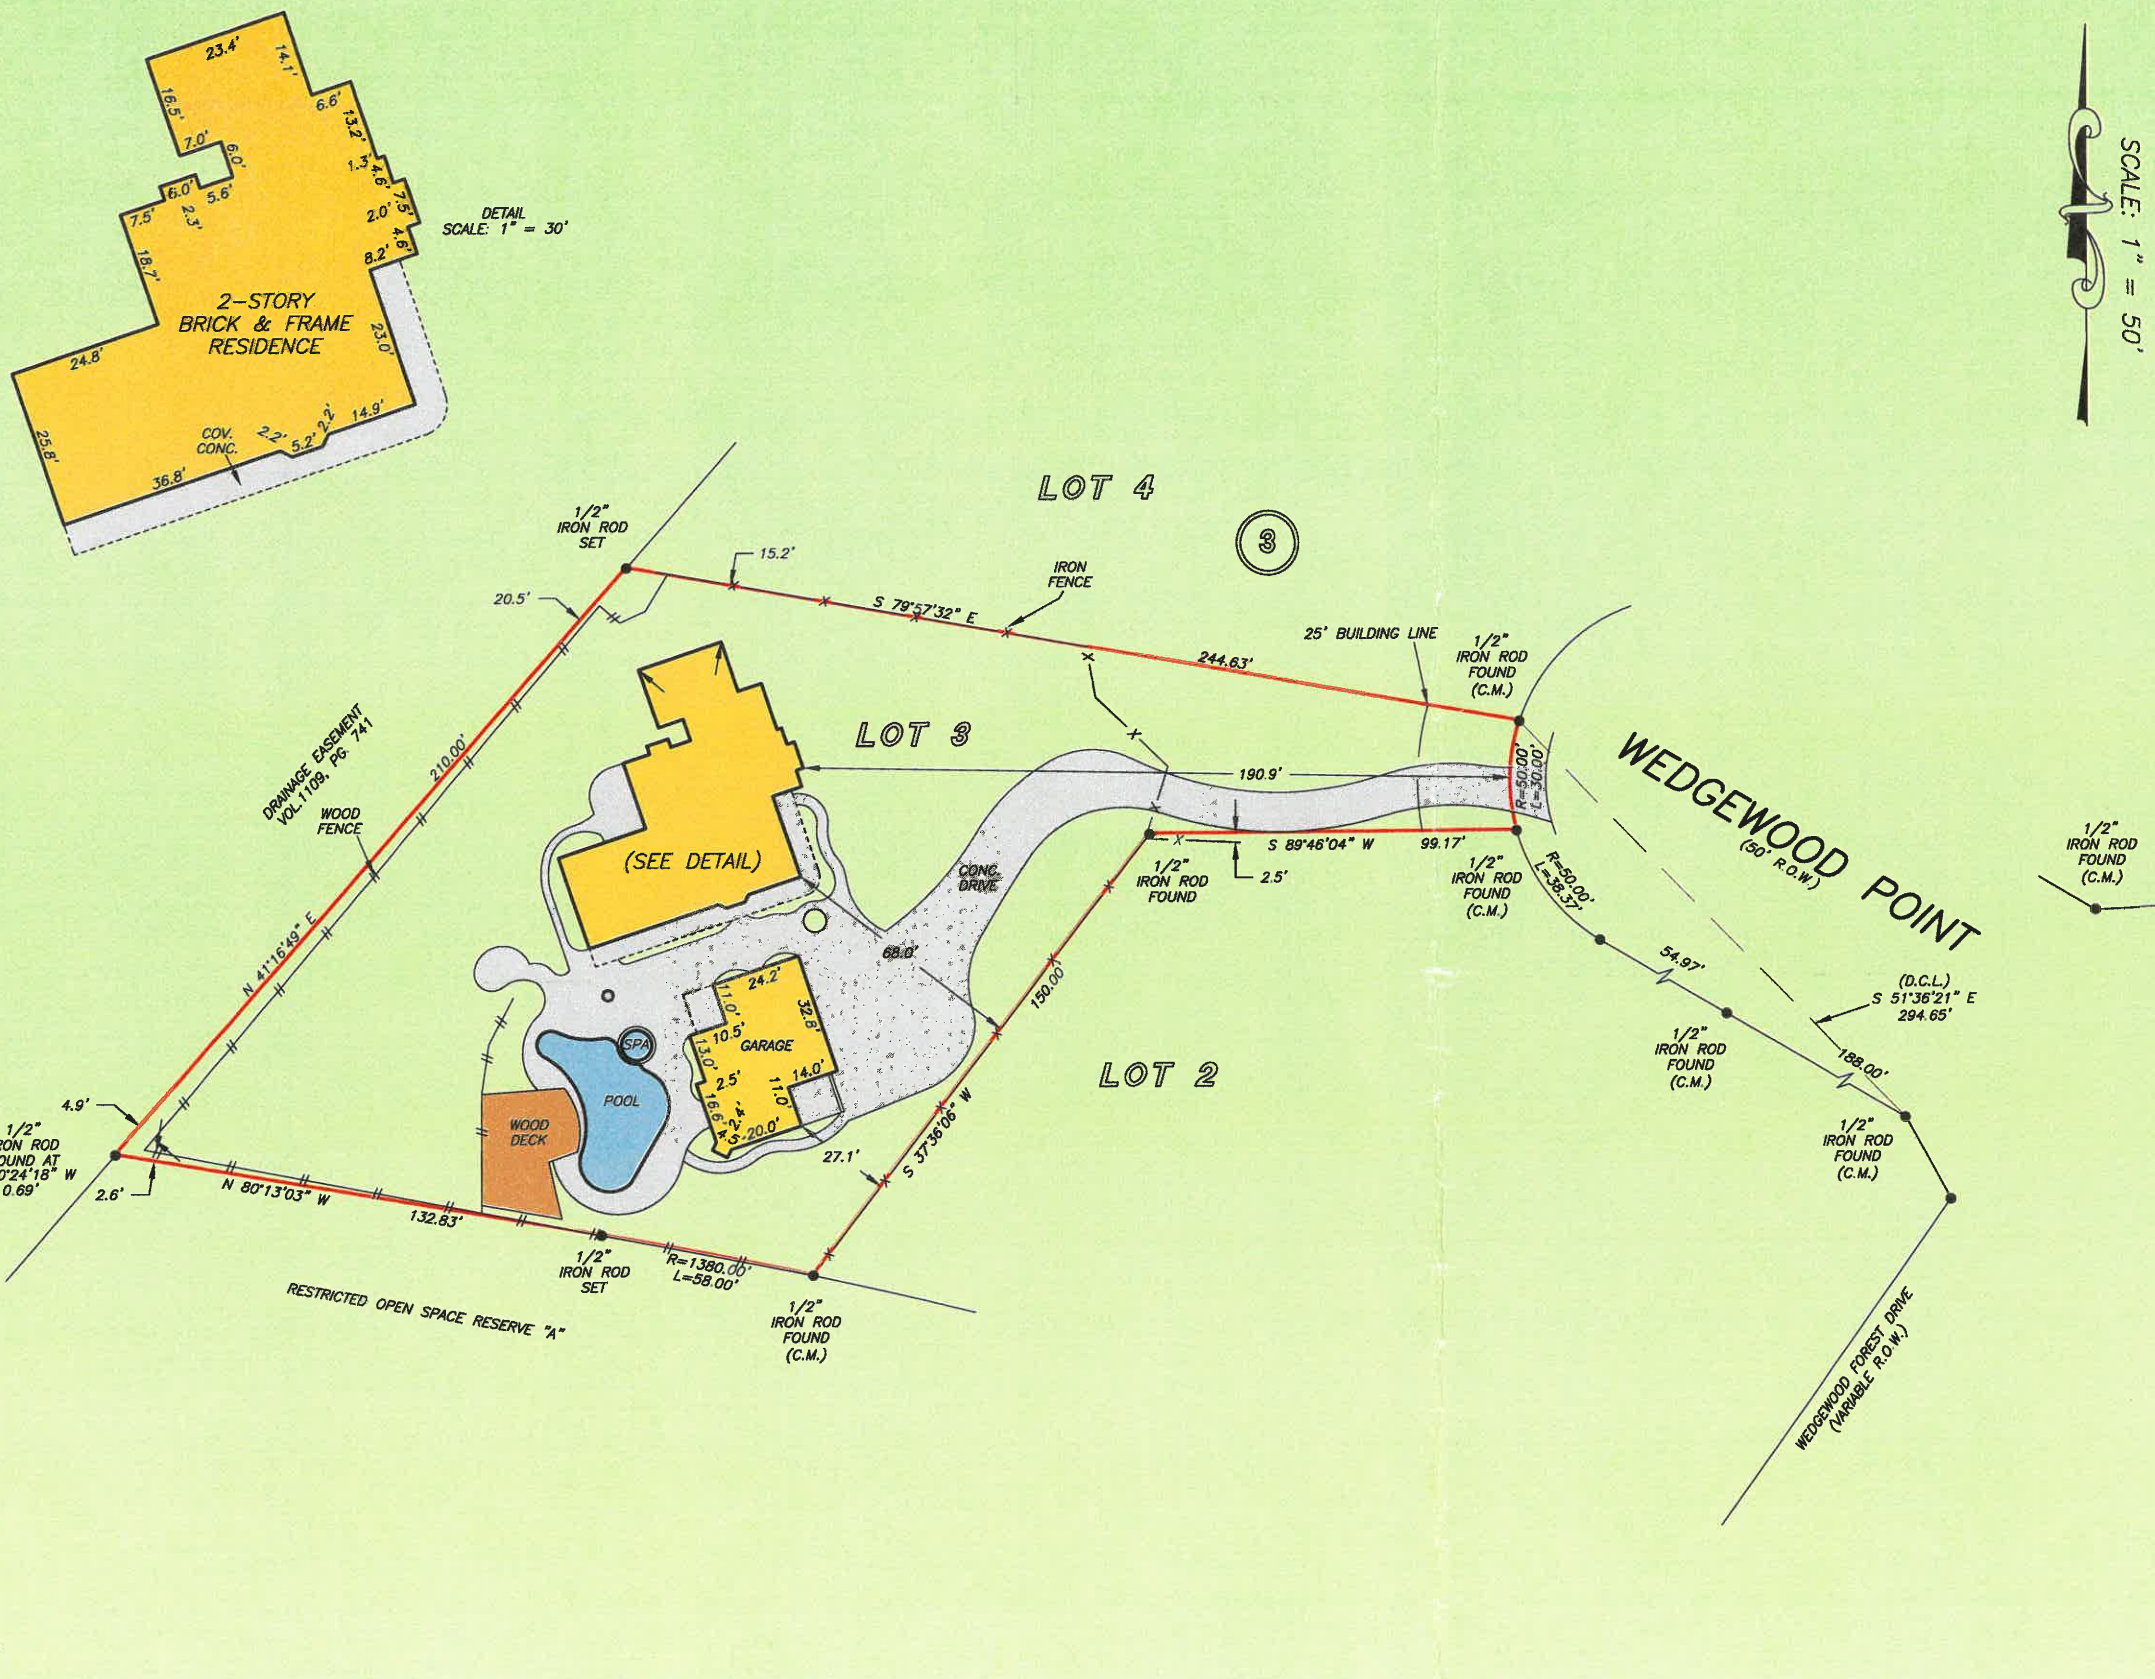 23.4'
14.1'
16.5'
6.6'
13.2'
7.0'
6.0'
1.3'
4.6'
6.0'
5.6'
7.5'
2.3'
7.5'
2.0'
4.6'
8.2'
18.7'
DETAIL
SCALE: 1" = 30'
2-STORY
BRICK & FRAME
RESIDENCE
24.8'
23.0'
25.8'
COV.
CONC.
36.8'
2.2'
5.2'
2.2'
14.9'
SCALE: 1" = 50'
LOT 4
3
1/2"
IRON ROD
SET
15.2'
IRON
FENCE
20.5'
S 79°57'32" E
244.63'
25' BUILDING LINE
1/2"
IRON ROD
FOUND
(C.M.)
LOT 3
190.9'
R=50.00'
L=30.00'
WEDGEWOOD POINT
(50' R.O.W.)
DRAINAGE EASEMENT
VOL.1109, PG. 741
210.00'
WOOD
FENCE
N 41°16'49" E
(SEE DETAIL)
CONC.
DRIVE
1/2"
IRON ROD
FOUND
S 89°46'04" W
99.17'
2.5'
1/2"
IRON ROD
FOUND
(C.M.)
R=50.00'
L=38.37'
1/2"
IRON ROD
FOUND
(C.M.)
54.97'
(D.C.L.)
S 51°36'21" E
294.65'
188.00'
1/2"
IRON ROD
FOUND
(C.M.)
1/2"
IRON ROD
FOUND
(C.M.)
68.0'
150.00'
S 37°36'06" W
LOT 2
24.2'
11.0'
32.8'
10.5'
GARAGE
13.0'
2.5'
14.0'
11.0'
16.6'
20.0'
27.1'
SPA
POOL
WOOD
DECK
4.9'
1/2"
0.69'
2.6'
N 80°13'03" W
132.83'
1/2"
IRON ROD
SET
R=1380.00'
L=58.00'
1/2"
IRON ROD
FOUND
(C.M.)
RESTRICTED OPEN SPACE RESERVE "A"
WEDGEWOOD FOREST DRIVE
(VARIABLE R.O.W.)